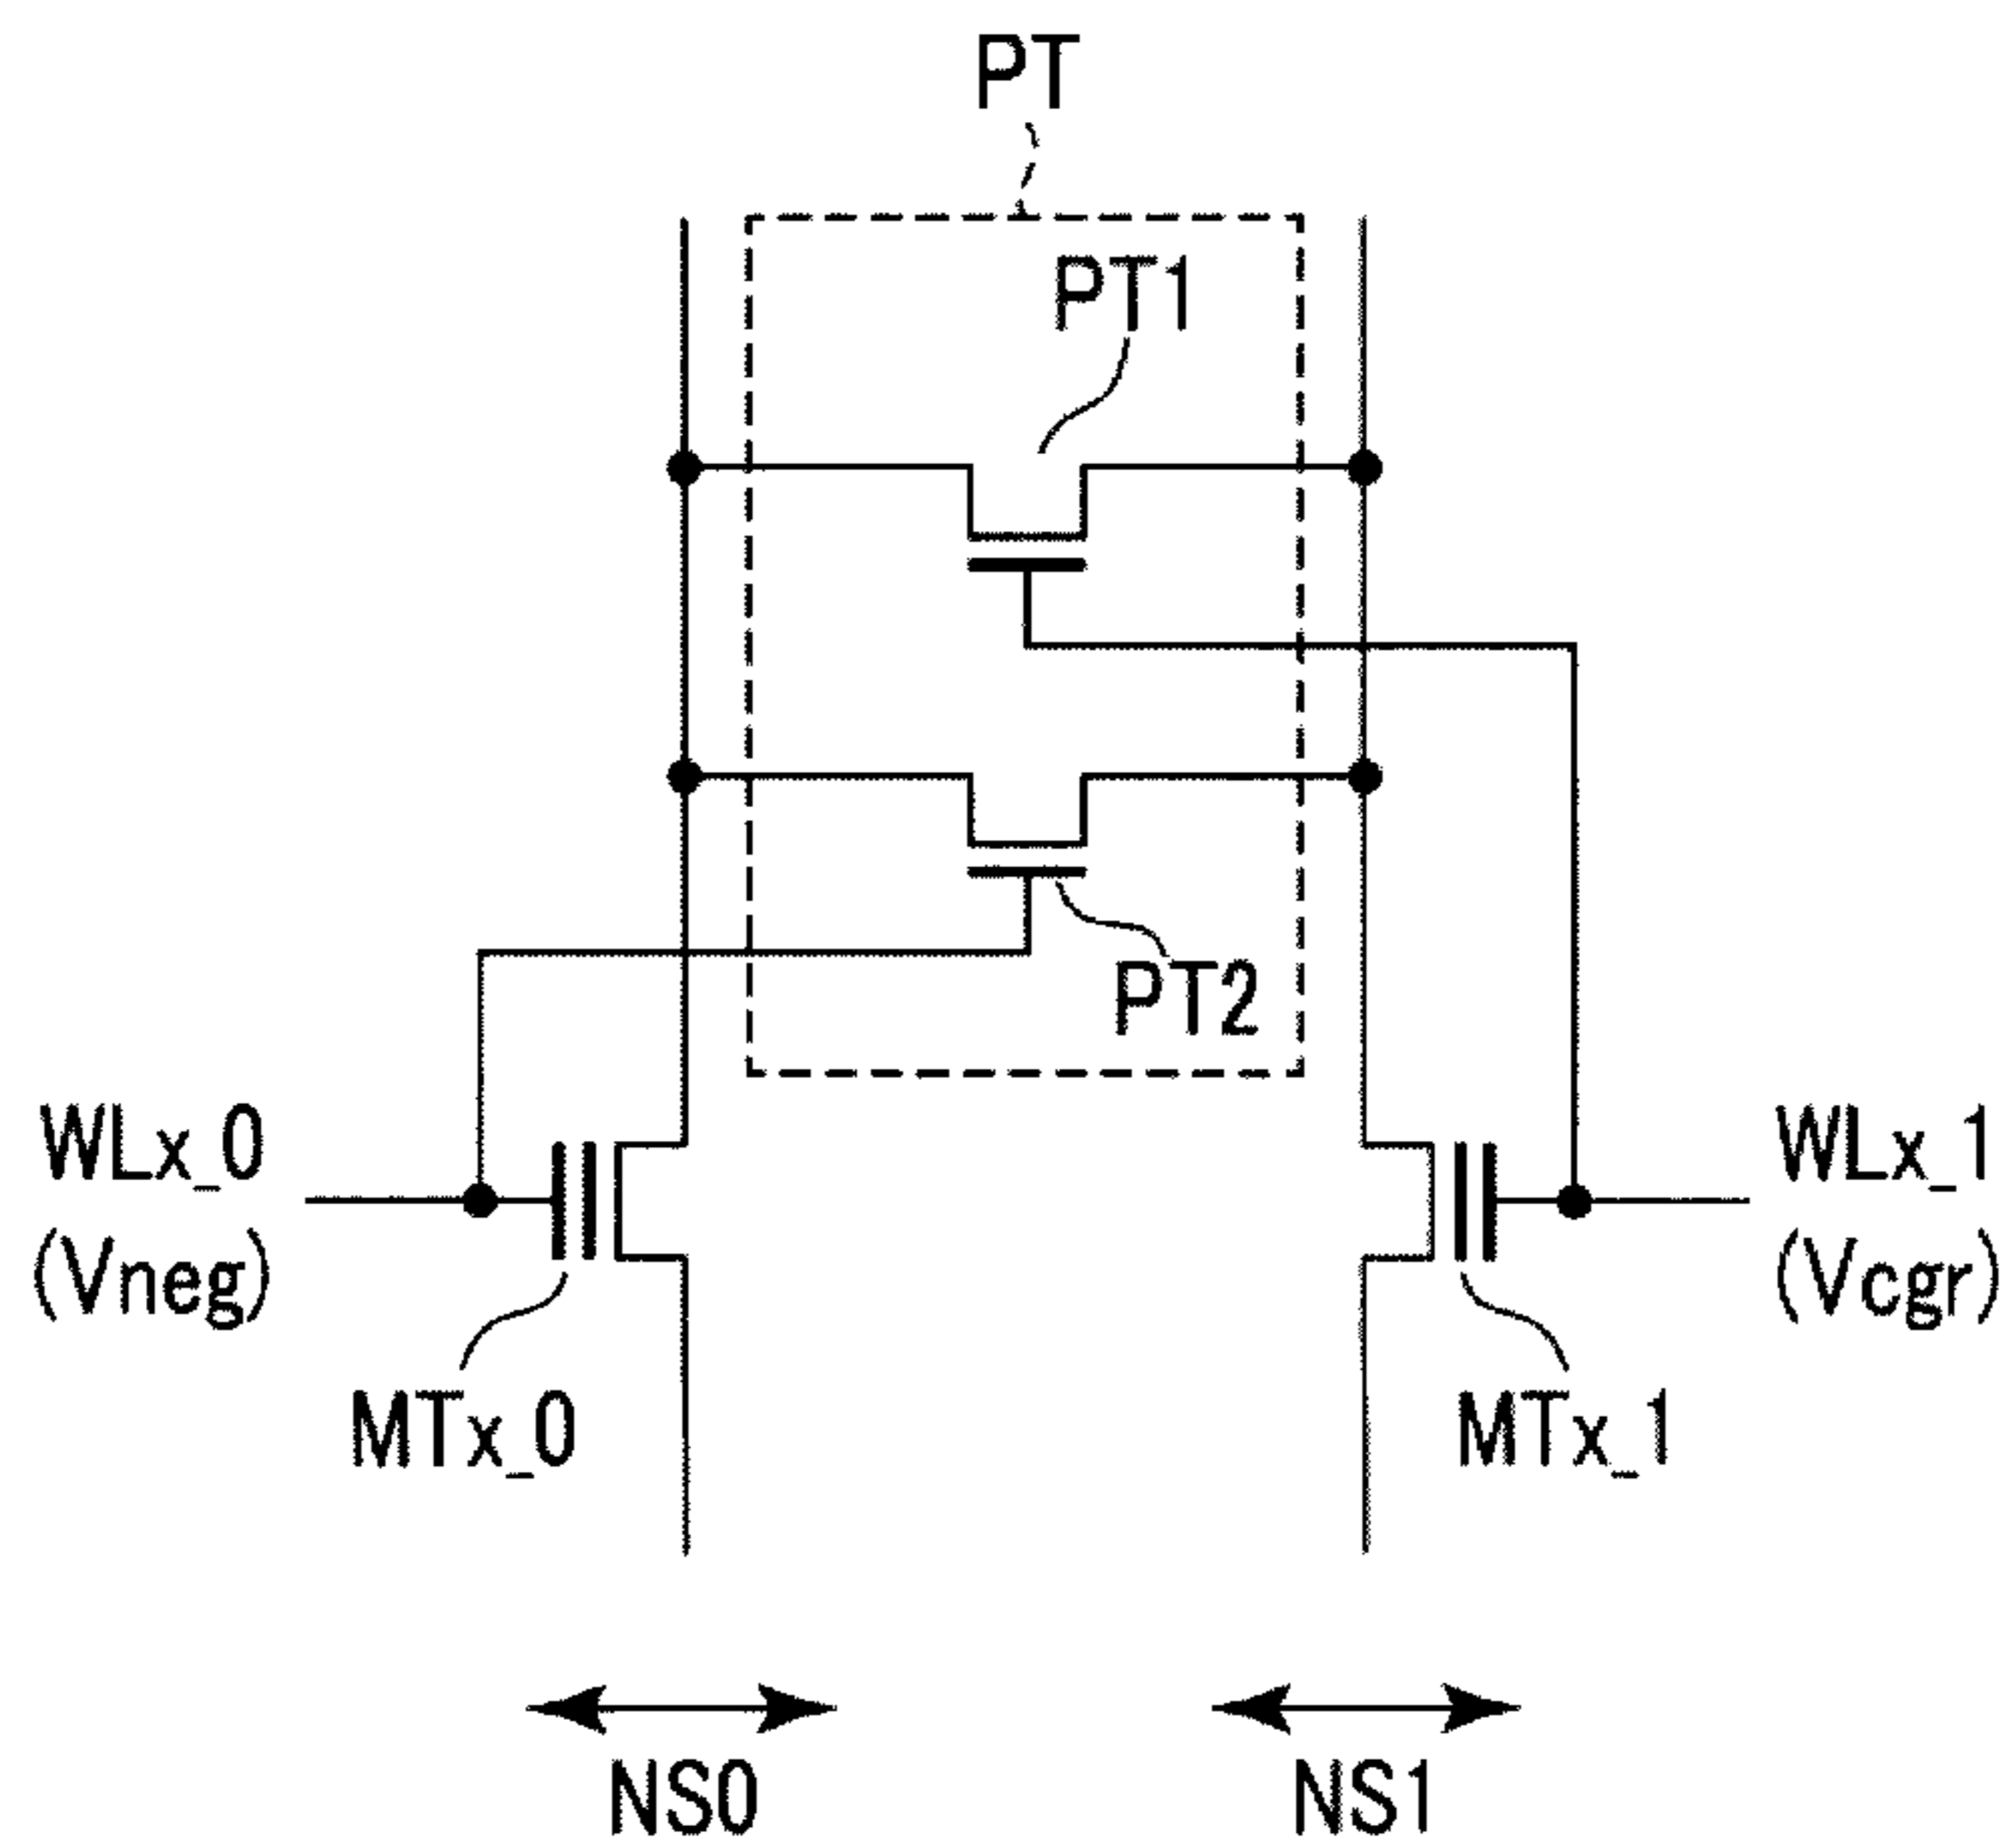 PT
PT1
PT2
WLx_0
(Vneg)
WLx_1
(Vcgr)
MTx_0
MTx_1
NS0
NS1